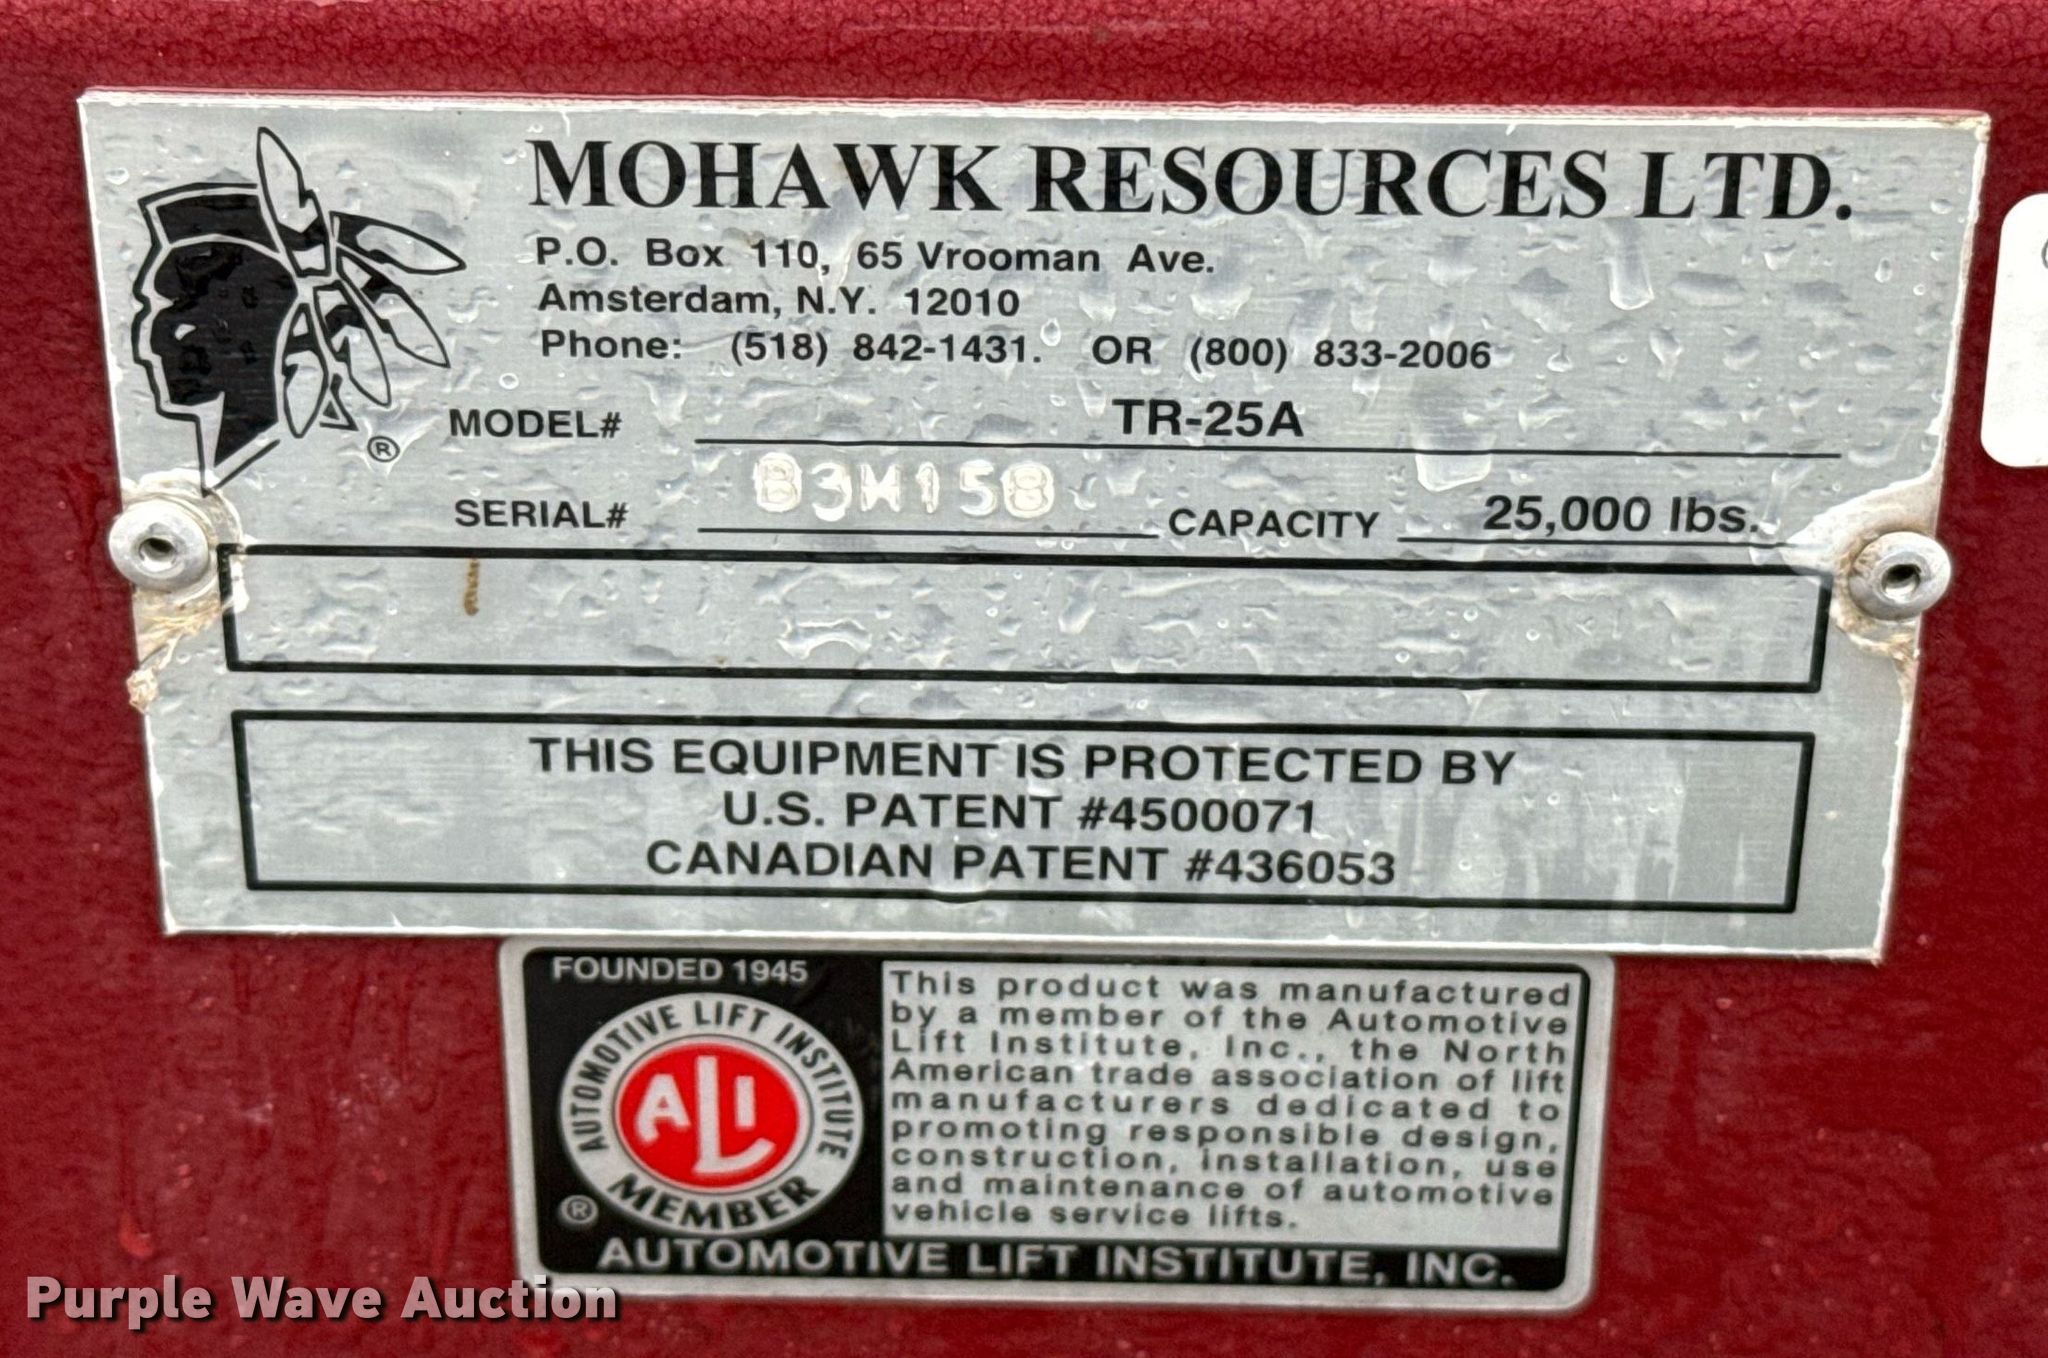 MOHAWK RESOURCES LTD.
P.O. Box 110, 65 Vrooman Ave.
Amsterdam, N.Y. 12010
Phone: (518) 842-1431. OR (800) 833-2006
MODEL# TR-25A
®
SERIAL# CAPACITY 25,000 lbs.
THIS EQUIPMENT IS PROTECTED BY
U.S. PATENT #4500071
CANADIAN PATENT #436053
FOUNDED 1945
AUTOMOTIVE LIFT INSTITUTE
ALI
MEMBER
®
This product was manufactured
by a member of the Automotive
Lift Institute, Inc., the North
American trade association of lift
manufacturers dedicated to
promoting responsible design,
construction, installation, use
and maintenance of automotive
vehicle service lifts.
AUTOMOTIVE LIFT INSTITUTE, INC.
Purple Wave Auction